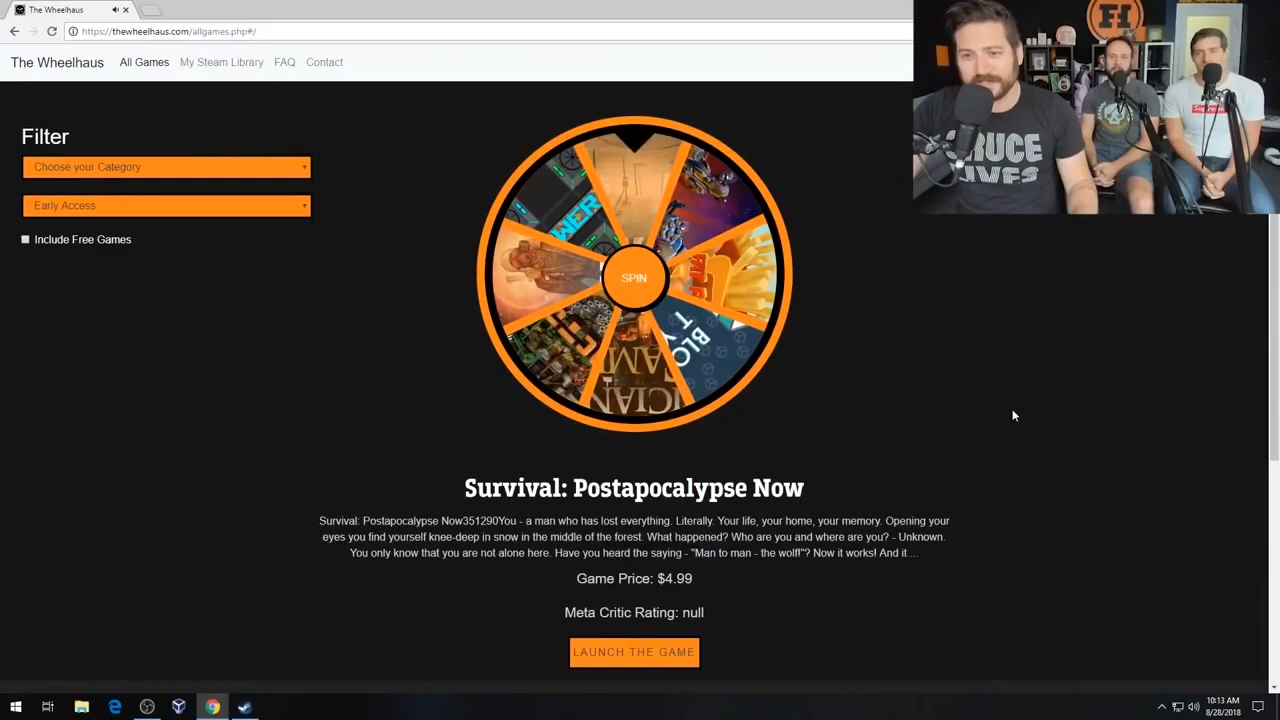 The Wheelhaus
https://thewheelhaus.com/allgames.php#/
The Wheelhaus All Games My Steam Library FAQ Contact
BRUCE
LIVES
Supreme
Filter
Choose your Category
Early Access
Include Free Games
SPIN
Survival: Postapocalypse Now
Survival: Postapocalypse Now351290You - a man who has lost everything. Literally. Your life, your home, your memory. Opening your
eyes you find yourself knee-deep in snow in the middle of the forest. What happened? Who are you and where are you? - Unknown.
You only know that you are not alone here. Have you heard the saying - "Man to man - the wolf!"? Now it works! And it ...
Game Price: $4.99
Meta Critic Rating: null
LAUNCH THE GAME
10:13 AM
8/28/2018